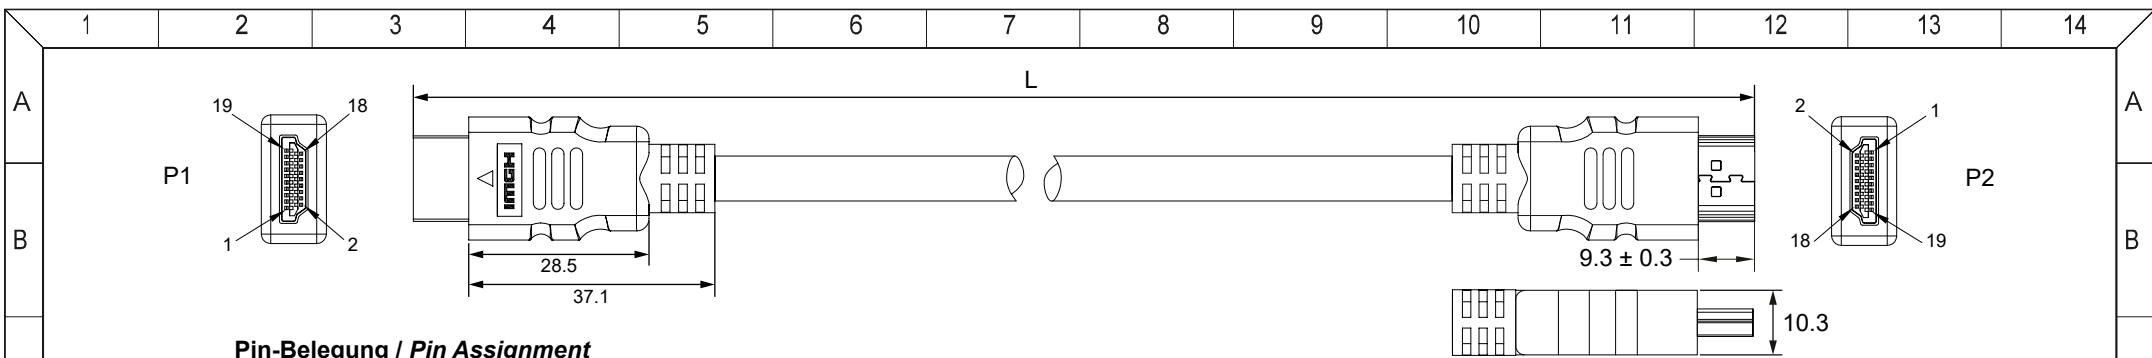 1 2 3 4 5 6 7 8 9 10 11 12 13 14
A L A
19 18 2 1
P1 HDMI P2
B 1 2 18 19 B
28.5 9.3 ± 0.3
37.1
10.3
Pin-Belegung / Pin Assignment